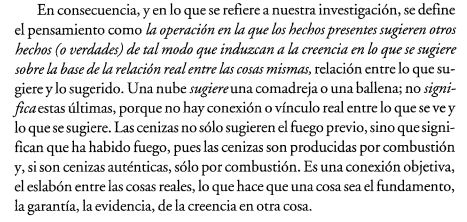 En consecuencia, y en lo que se refiere a nuestra investigación, se define
el pensamiento como la operación en la que los hechos presentes sugieren otros
hechos (o verdades) de tal modo que induzcan a la creencia en lo que se sugiere
sobre la base de la relación real entre las cosas mismas, relación entre lo que su-
giere y lo sugerido. Una nube sugiere una comadreja o una ballena; no signi-
fica estas últimas, porque no hay conexión o vínculo real entre lo que se ve y
lo que se sugiere. Las cenizas no sólo sugieren el fuego previo, sino que signi-
fican que ha habido fuego, pues las cenizas son producidas por combustión
y, si son cenizas auténticas, sólo por combustión. Es una conexión objetiva,
el eslabón entre las cosas reales, lo que hace que una cosa sea el fundamento,
la garantía, la evidencia, de la creencia en otra cosa.